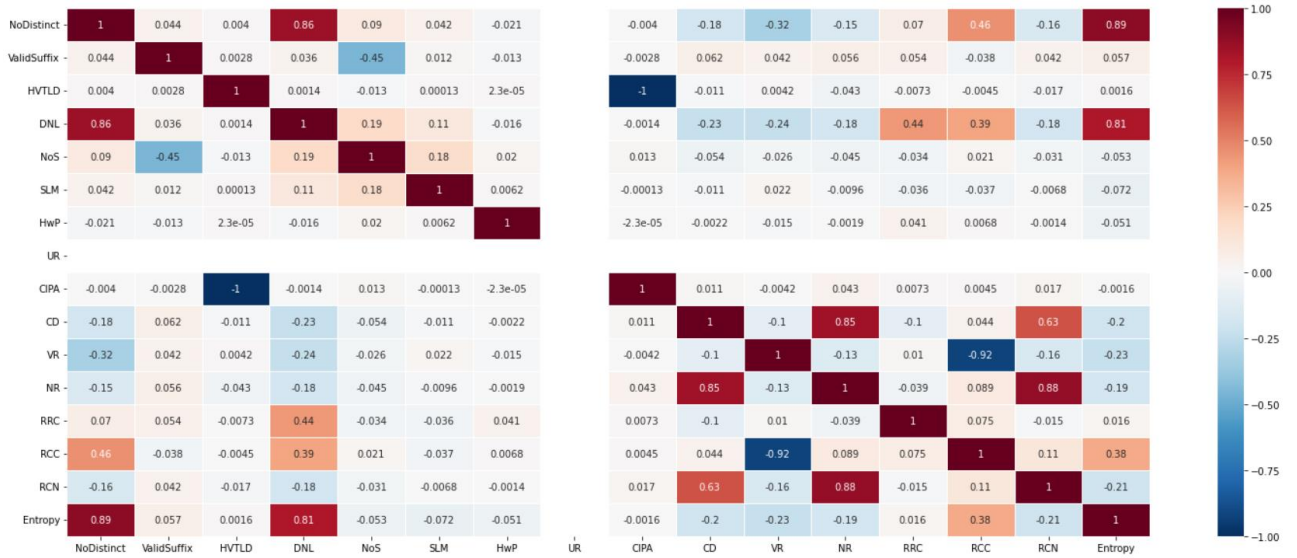 NoDistinct 1 0.044 0.004 0.86 0.09 0.042 -0.021 -0.004 -0.18 -0.32 -0.15 0.07 0.46 -0.16 0.89 1.00
ValidSuffix 0.044 1 0.0028 0.036 -0.45 0.012 -0.013 -0.0028 0.062 0.042 0.056 0.054 -0.038 0.042 0.057
0.75
HVTLD 0.004 0.0028 1 0.0014 -0.013 0.00013 2.3e-05 -1 -0.011 0.0042 -0.043 -0.0073 -0.0045 -0.017 0.0016
DNL 0.86 0.036 0.0014 1 0.19 0.11 -0.016 -0.0014 -0.23 -0.24 -0.18 0.44 0.39 -0.18 0.81
0.50
NoS 0.09 -0.45 -0.013 0.19 1 0.18 0.02 0.013 -0.054 -0.026 -0.045 -0.034 0.021 -0.031 -0.053
SLM 0.042 0.012 0.00013 0.11 0.18 1 0.0062 -0.00013 -0.011 0.022 -0.0096 -0.036 -0.037 -0.0068 -0.072
0.25
HwP -0.021 -0.013 2.3e-05 -0.016 0.02 0.0062 1 -2.3e-05 -0.0022 -0.015 -0.0019 0.041 0.0068 -0.0014 -0.051
UR
0.00
CIPA -0.004 -0.0028 -1 -0.0014 0.013 -0.00013 -2.3e-05 1 0.011 -0.0042 0.043 0.0073 0.0045 0.017 -0.0016
CD -0.18 0.062 -0.011 -0.23 -0.054 -0.011 -0.0022 0.011 1 -0.1 0.85 -0.1 0.044 0.63 -0.2
-0.25
VR -0.32 0.042 0.0042 -0.24 -0.026 0.022 -0.015 -0.0042 -0.1 1 -0.13 0.01 -0.92 -0.16 -0.23
NR -0.15 0.056 -0.043 -0.18 -0.045 -0.0096 -0.0019 0.043 0.85 -0.13 1 -0.039 0.089 0.88 -0.19
-0.50
RRC 0.07 0.054 -0.0073 0.44 -0.034 -0.036 0.041 0.0073 -0.1 0.01 -0.039 1 0.075 -0.015 0.016
RCC 0.46 -0.038 -0.0045 0.39 0.021 -0.037 0.0068 0.0045 0.044 -0.92 0.089 0.075 1 0.11 0.38
-0.75
RCN -0.16 0.042 -0.017 -0.18 -0.031 -0.0068 -0.0014 0.017 0.63 -0.16 0.88 -0.015 0.11 1 -0.21
Entropy 0.89 0.057 0.0016 0.81 -0.053 -0.072 -0.051 -0.0016 -0.2 -0.23 -0.19 0.016 0.38 -0.21 1
-1.00
NoDistinct ValidSuffix HVTLD DNL NoS SLM HwP UR CIPA CD VR NR RRC RCC RCN Entropy